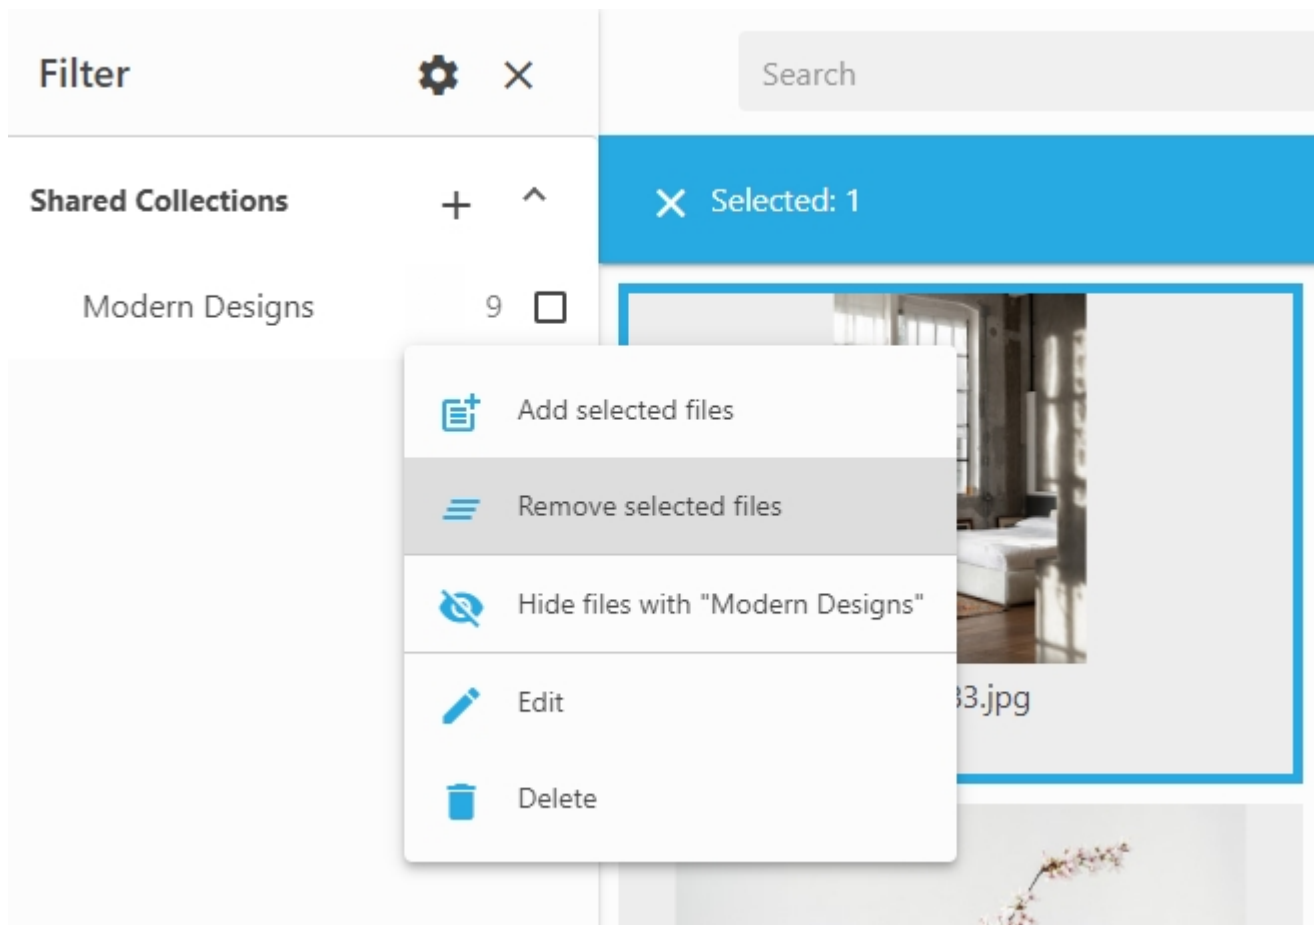 Filter
Search
Shared Collections
Selected: 1
Modern Designs 9
Add selected files
Remove selected files
Hide files with "Modern Designs"
Edit
33.jpg
Delete